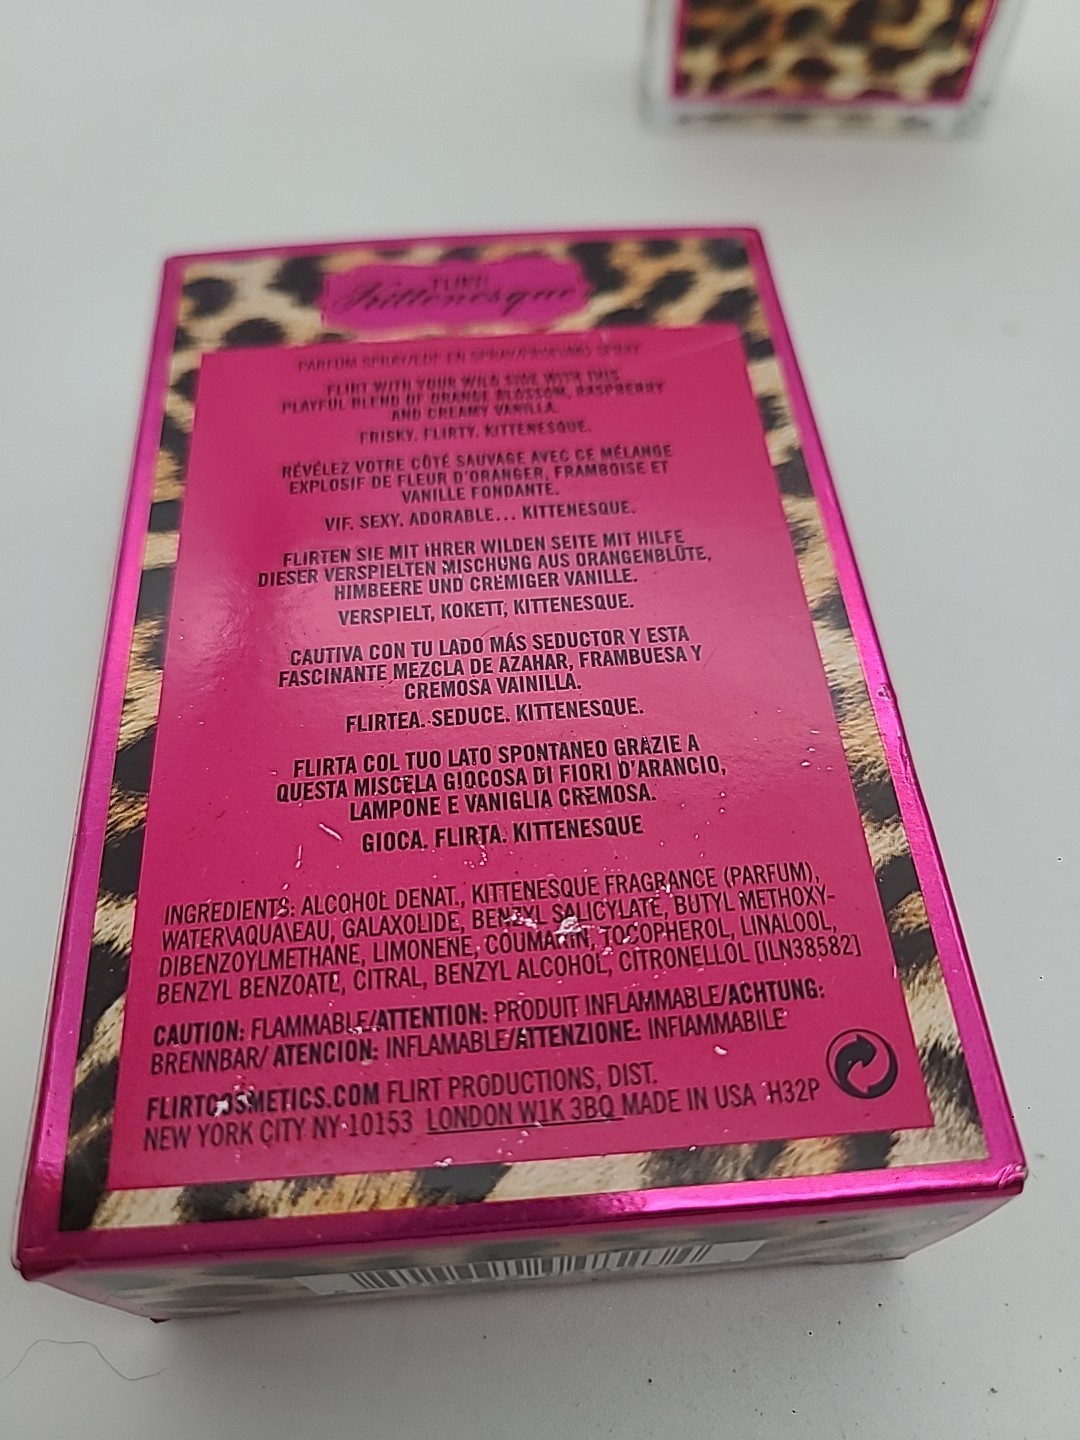 FLIRT!
Kittenesque
PARFUM SPRAY/EDP EN SPRAY/PROFUMO SPRAY
FLIRT WITH YOUR WILD SIDE WITH THIS
PLAYFUL BLEND OF ORANGE BLOSSOM, RASPBERRY
AND CREAMY VANILLA.
FRISKY. FLIRTY. KITTENESQUE.
RÉVÉLEZ VOTRE CÔTÉ SAUVAGE AVEC CE MÉLANGE
EXPLOSIF DE FLEUR D'ORANGER, FRAMBOISE ET
VANILLE FONDANTE.
VIF. SEXY. ADORABLE... KITTENESQUE.
FLIRTEN SIE MIT IHRER WILDEN SEITE MIT HILFE
DIESER VERSPIELTEN MISCHUNG AUS ORANGENBLÜTE,
HIMBEERE UND CREMIGER VANILLE.
VERSPIELT, KOKETT, KITTENESQUE.
CAUTIVA CON TU LADO MÁS SEDUCTOR Y ESTA
FASCINANTE MEZCLA DE AZAHAR, FRAMBUESA Y
CREMOSA VAINILLA.
FLIRTEA. SEDUCE. KITTENESQUE.
FLIRTA COL TUO LATO SPONTANEO GRAZIE A
QUESTA MISCELA GIOCOSA DI FIORI D'ARANCIO,
LAMPONE E VANIGLIA CREMOSA.
GIOCA. FLIRTA. KITTENESQUE
INGREDIENTS: ALCOHOL DENAT., KITTENESQUE FRAGRANCE (PARFUM),
WATER\AQUA\EAU, GALAXOLIDE, BENZYL SALICYLATE, BUTYL METHOXY-
DIBENZOYLMETHANE, LIMONENE, COUMARIN, TOCOPHEROL, LINALOOL,
BENZYL BENZOATE, CITRAL, BENZYL ALCOHOL, CITRONELLOL [ILN38582]
CAUTION: FLAMMABLE/ATTENTION: PRODUIT INFLAMMABLE/ACHTUNG:
BRENNBAR/ ATENCION: INFLAMABLE/ATTENZIONE: INFIAMMABILE
FLIRTCOSMETICS.COM FLIRT PRODUCTIONS, DIST.
NEW YORK CITY NY 10153 LONDON W1K 3BQ MADE IN USA H32P